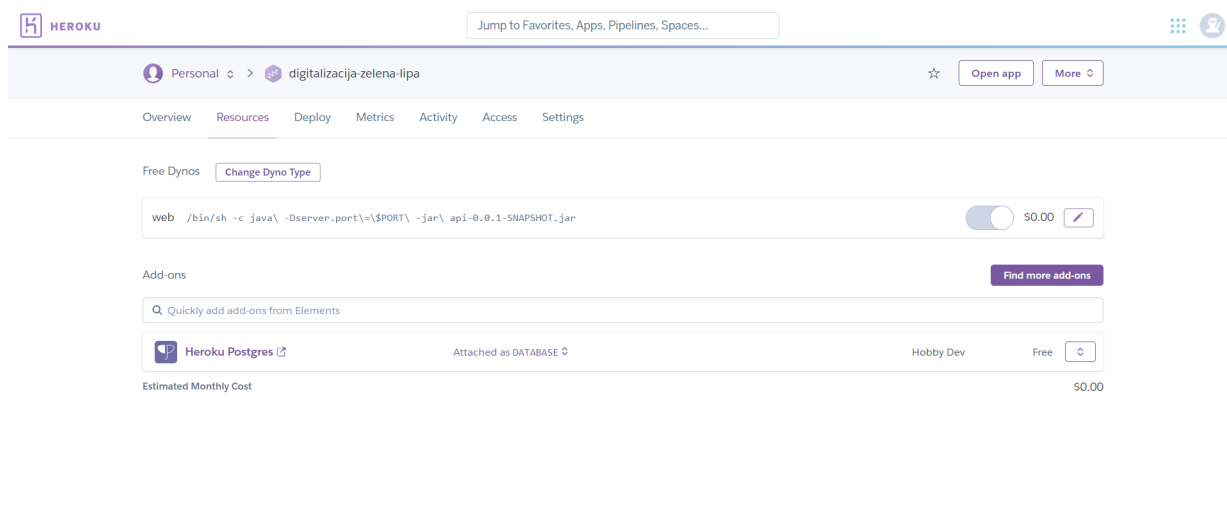 HEROKU
Jump to Favorites, Apps, Pipelines, Spaces...
Personal > digitalizacija-zelena-lipa
Open app
More
Overview Resources Deploy Metrics Activity Access Settings
Free Dynos Change Dyno Type
web /bin/sh -c java\ -Dserver.port\=\$PORT\ -jar\ api-0.0.1-SNAPSHOT.jar $0.00
Add-ons Find more add-ons
Quickly add add-ons from Elements
Heroku Postgres Attached as DATABASE Hobby Dev Free
Estimated Monthly Cost $0.00